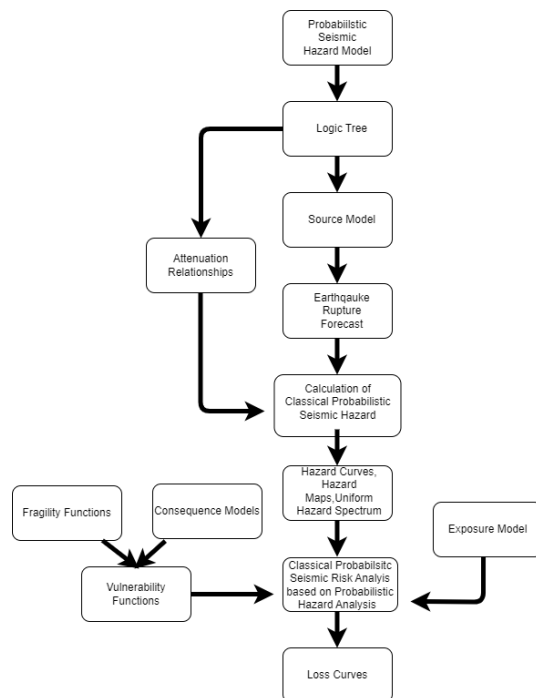 Probabiilstic
Seismic
Hazard Model
Logic Tree
Source Model
Attenuation
Relationships
Earthqauke
Rupture
Forecast
Calculation of
Classical Probabilistic
Seismic Hazard
Hazard Curves,
Hazard
Maps,Uniform
Hazard Spectrum
Fragility Functions
Consequence Models
Exposure Model
Vulnerability
Functions
Classical Probabilsitc
Seismic Risk Analyis
based on Probabilistic
Hazard Analysis
Loss Curves